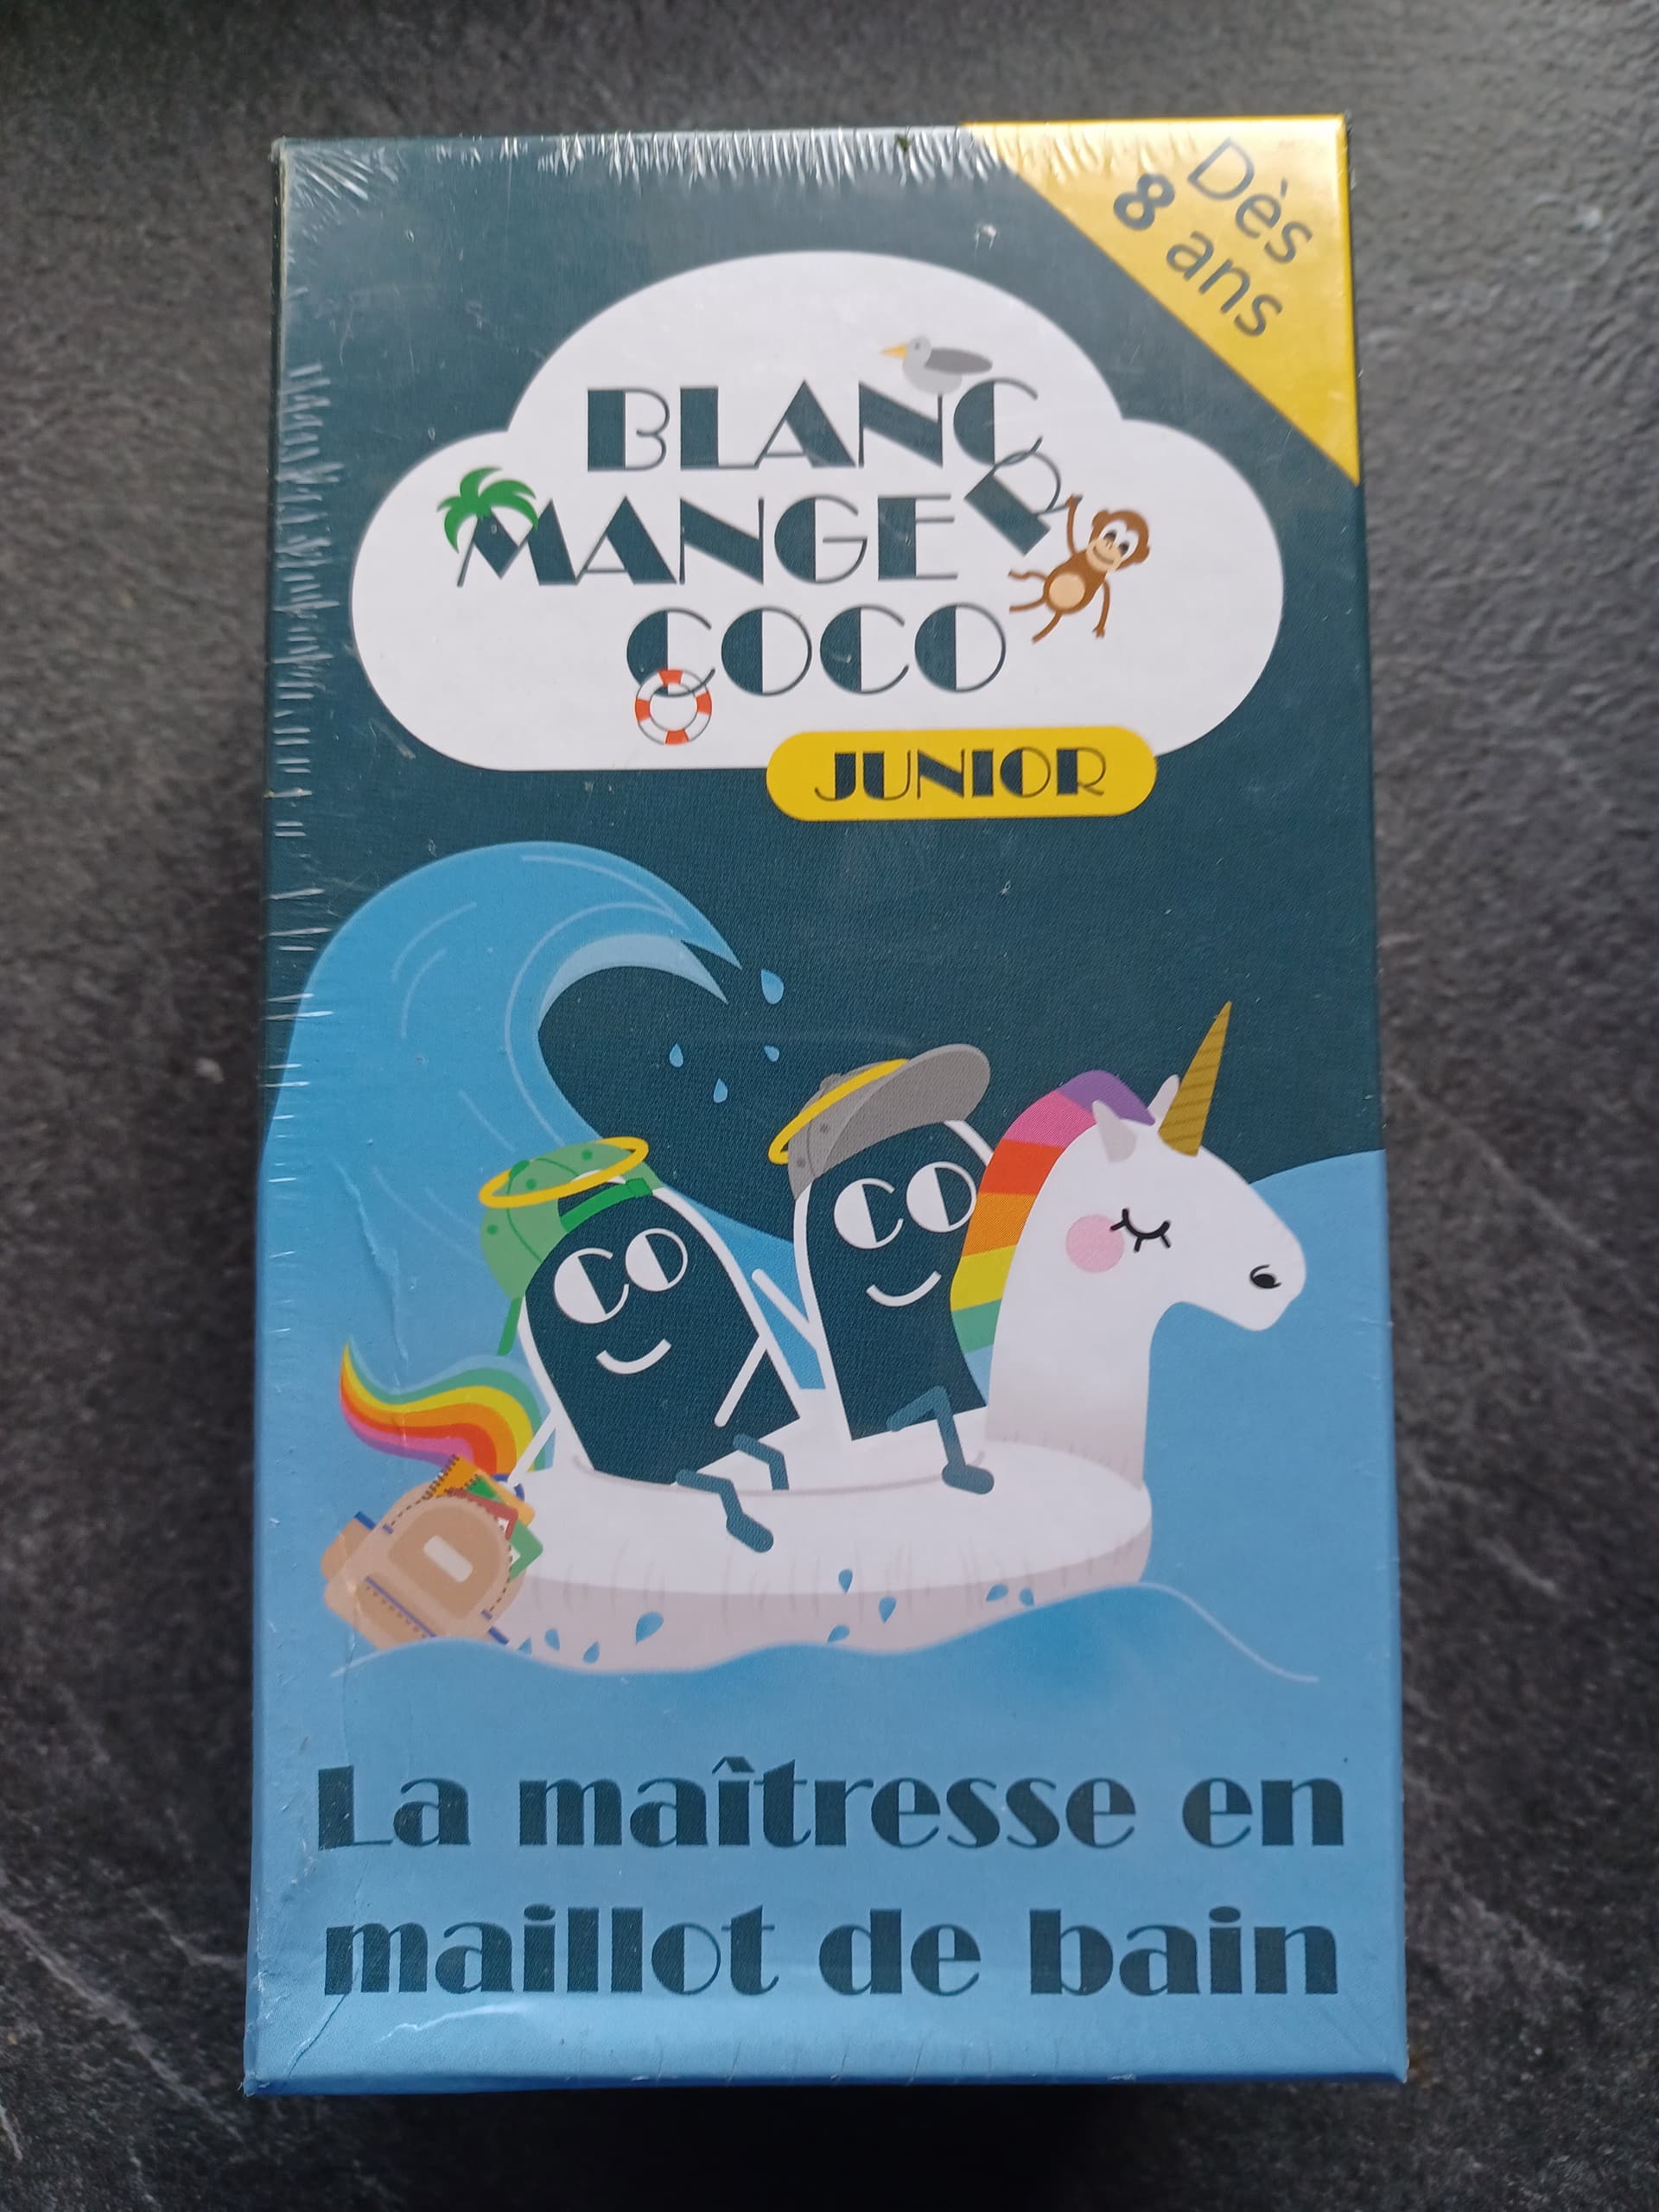 Dès
8 ans
BLANC
MANGER
COCO
JUNIOR
CO
CO
La maîtresse en
maillot de bain